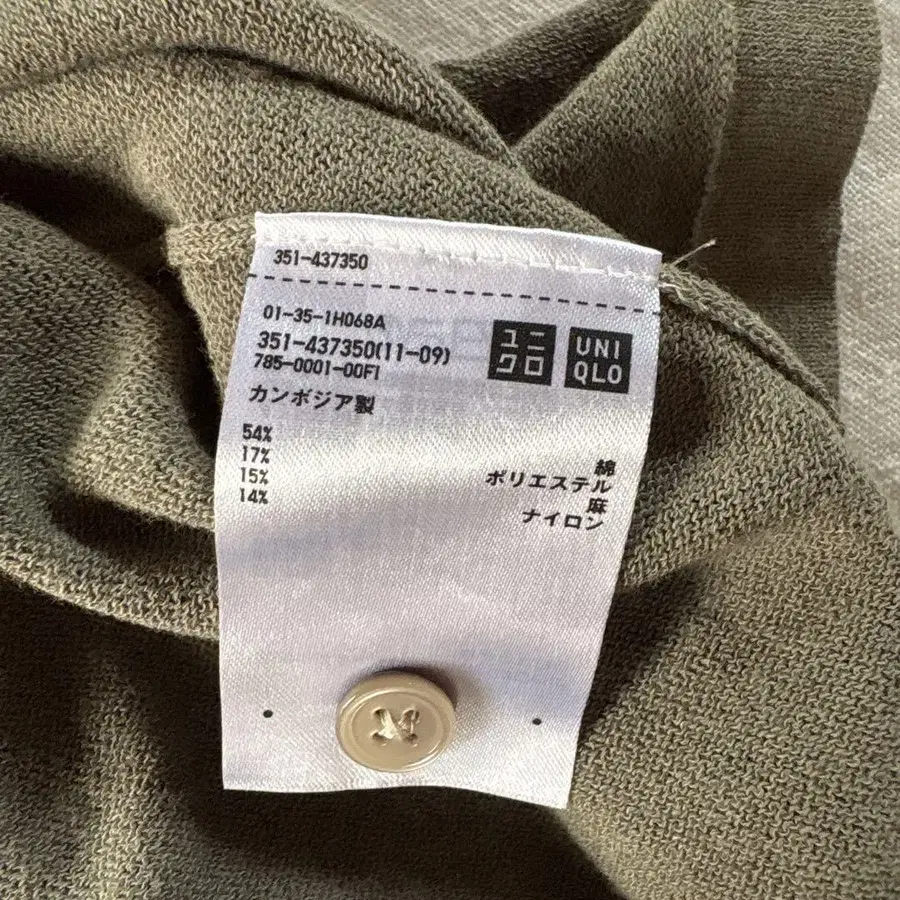 351-437350
01-35-1H068A
351-437350(11-09)
785-0001-00F1
カンボジア製
ユニ
クロ
UNI
QLO
54% 綿
17% ポリエステル
15% 麻
14% ナイロン